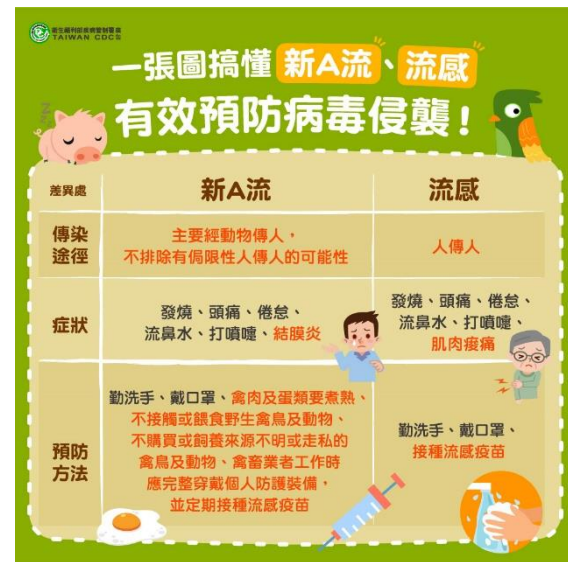 衛生福利部疾病管制署
TAIWAN CDC
一張圖搞懂 新A流、流感
有效預防病毒侵襲!
差異處
新A流
流感
傳染
途徑
主要經動物傳人,
不排除有侷限性人傳人的可能性
人傳人
症狀
發燒、頭痛、倦怠、
流鼻水、打噴嚏、結膜炎
發燒、頭痛、倦怠、
流鼻水、打噴嚏、
肌肉痠痛
預防
方法
勤洗手、戴口罩、禽肉及蛋類要煮熟、
不接觸或餵食野生禽鳥及動物、
不購買或飼養來源不明或走私的
禽鳥及動物、禽畜業者工作時
應完整穿戴個人防護裝備,
並定期接種流感疫苗
勤洗手、戴口罩、
接種流感疫苗